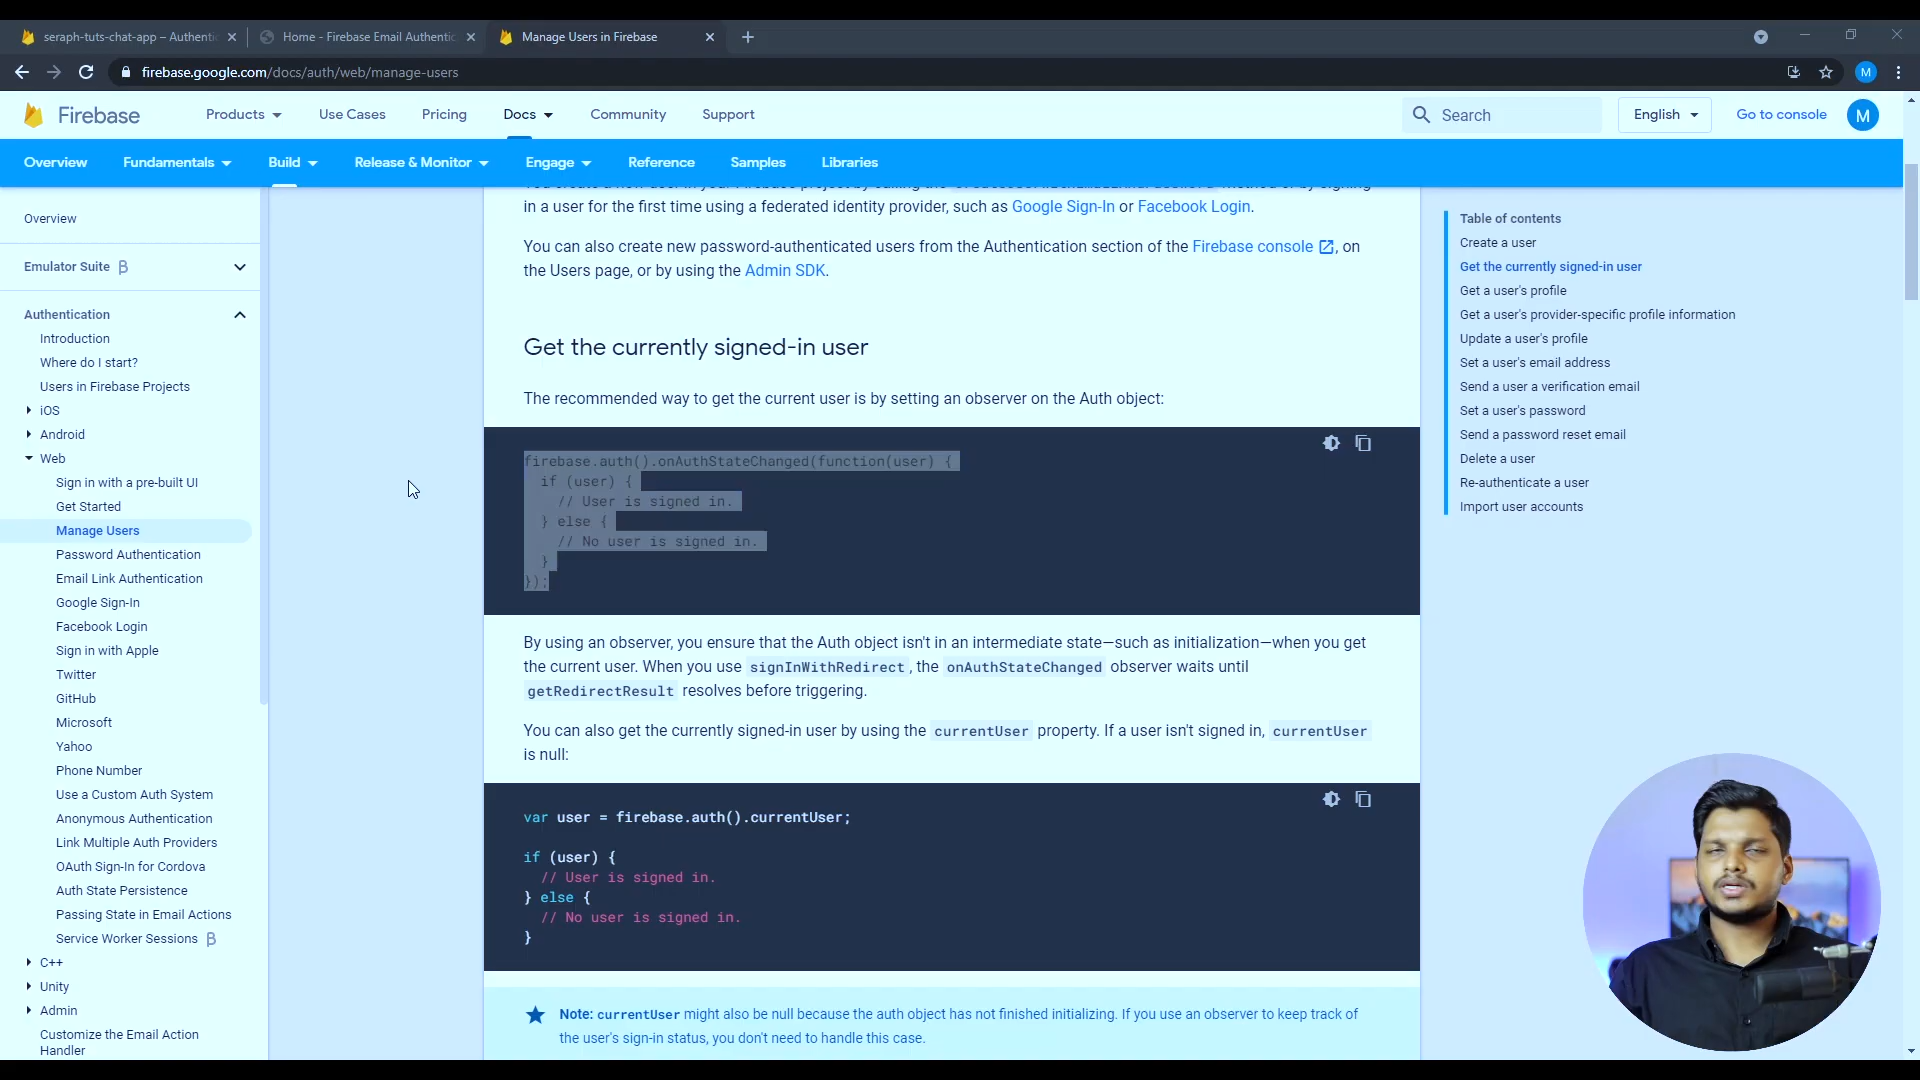 seraph-tuts-chat-app – Authentic
Home - Firebase Email Authentic
Manage Users in Firebase
firebase.google.com/docs/auth/web/manage-users
M
Firebase
Products
Use Cases
Pricing
Docs
Community
Support
Search
English
Go to console
M
Overview
Fundamentals
Build
Release & Monitor
Engage
Reference
Samples
Libraries
Overview
Emulator Suite β
Authentication
Introduction
Where do I start?
Users in Firebase Projects
iOS
Android
Web
Sign in with a pre-built UI
Get Started
Manage Users
Password Authentication
Email Link Authentication
Google Sign-In
Facebook Login
Sign in with Apple
Twitter
GitHub
Microsoft
Yahoo
Phone Number
Use a Custom Auth System
Anonymous Authentication
Link Multiple Auth Providers
OAuth Sign-In for Cordova
Auth State Persistence
Passing State in Email Actions
Service Worker Sessions β
C++
Unity
Admin
Customize the Email Action
Handler
in a user for the first time using a federated identity provider, such as Google Sign-In or Facebook Login.
You can also create new password-authenticated users from the Authentication section of the Firebase console, on
the Users page, or by using the Admin SDK.
Get the currently signed-in user
The recommended way to get the current user is by setting an observer on the Auth object:
firebase.auth().onAuthStateChanged(function(user) {
if (user) {
// User is signed in.
} else {
// No user is signed in.
}
});
By using an observer, you ensure that the Auth object isn't in an intermediate state—such as initialization—when you get
the current user. When you use signInWithRedirect, the onAuthStateChanged observer waits until
getRedirectResult resolves before triggering.
You can also get the currently signed-in user by using the currentUser property. If a user isn't signed in, currentUser
is null:
var user = firebase.auth().currentUser;
if (user) {
// User is signed in.
} else {
// No user is signed in.
}
Note: currentUser might also be null because the auth object has not finished initializing. If you use an observer to keep track of
the user's sign-in status, you don't need to handle this case.
Table of contents
Create a user
Get the currently signed-in user
Get a user's profile
Get a user's provider-specific profile information
Update a user's profile
Set a user's email address
Send a user a verification email
Set a user's password
Send a password reset email
Delete a user
Re-authenticate a user
Import user accounts